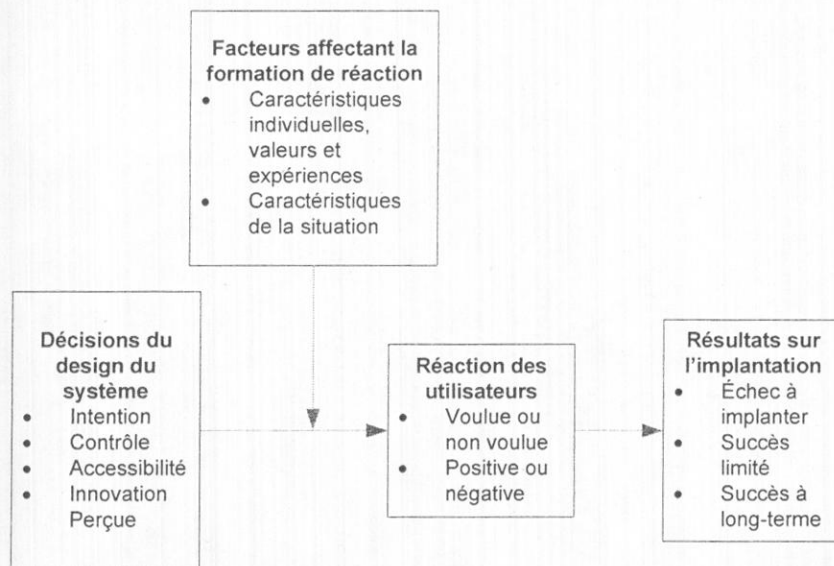 Facteurs affectant la
formation de réaction
• Caractéristiques
individuelles,
valeurs et
expériences
• Caractéristiques
de la situation
Décisions du
design du
système
• Intention
• Contrôle
• Accessibilité
• Innovation
Perçue
Réaction des
utilisateurs
• Voulue ou
non voulue
• Positive ou
négative
Résultats sur
l'implantation
• Échec à
implanter
• Succès
limité
• Succès à
long-terme